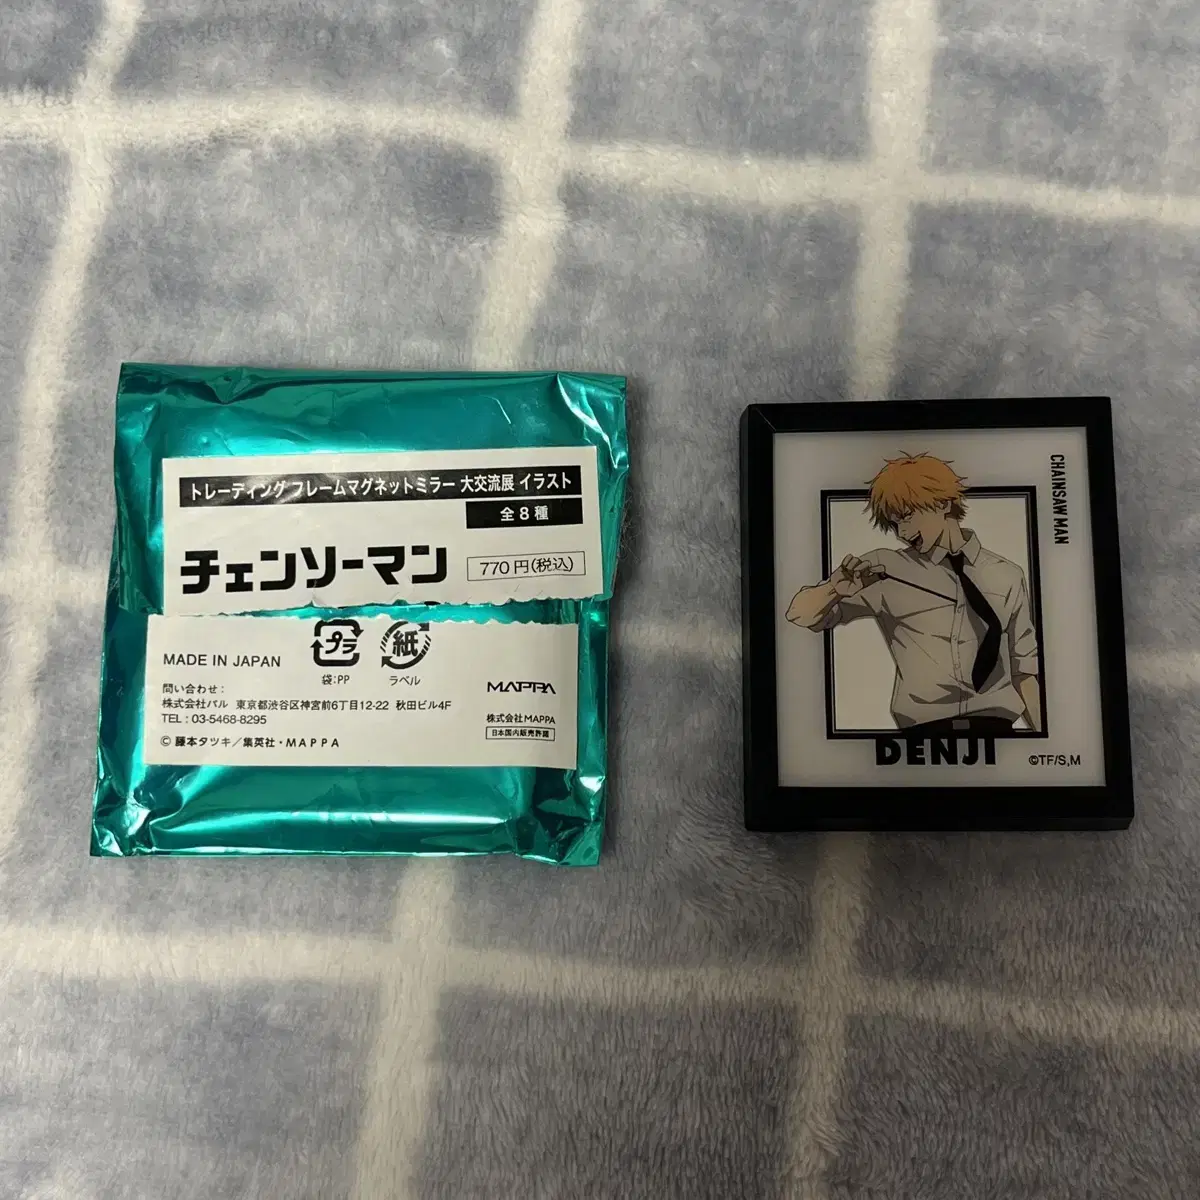 トレーディング フレームマグネットミラー 大交流展 イラスト
全8種
チェンソーマン
770円(税込)
プラ
紙
袋:PP
ラベル
MADE IN JAPAN
問い合わせ:
株式会社パル 東京都渋谷区神宮前6丁目12-22 秋田ビル4F
TEL : 03-5468-8295
©藤本タツキ/集英社・MAPPA
MAPPA
株式会社MAPPA
日本国内販売許諾
CHAINSAW MAN
DENJI
©TF/S,M